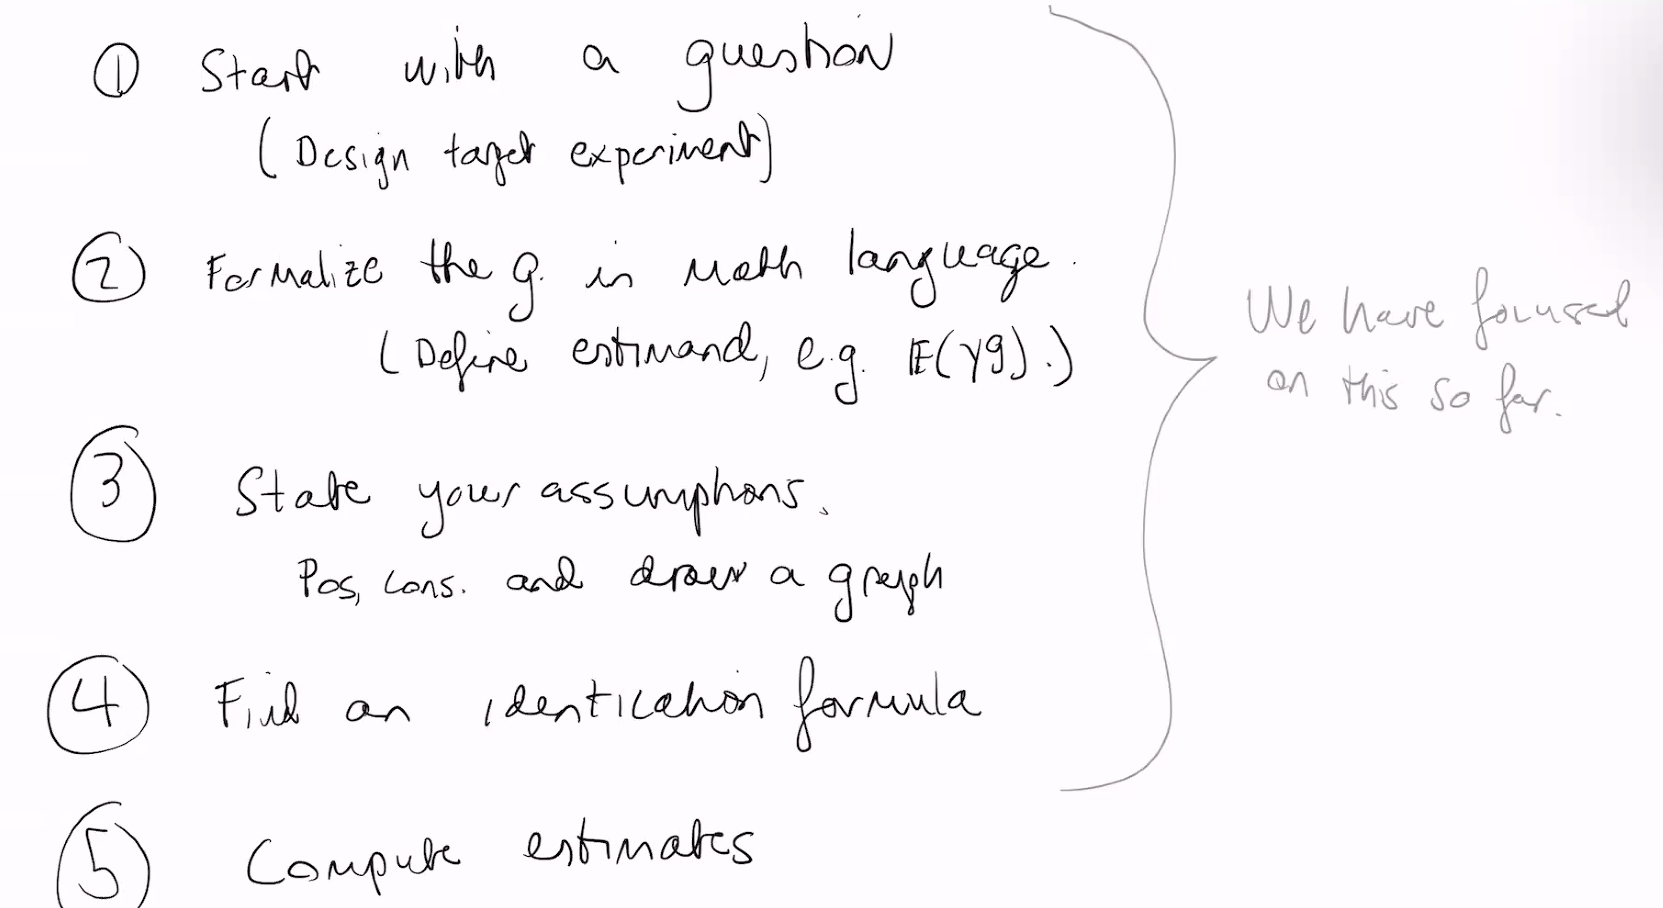 ① Start with a question
(Design target experiment)
② Formalize the q. in math language.
(Define estimand, e.g. E(Yg).)
③ State your assumptions.
Pos, cons. and draw a graph
④ Find an identication formula
⑤ Compute estimates
We have focused
on this so far.